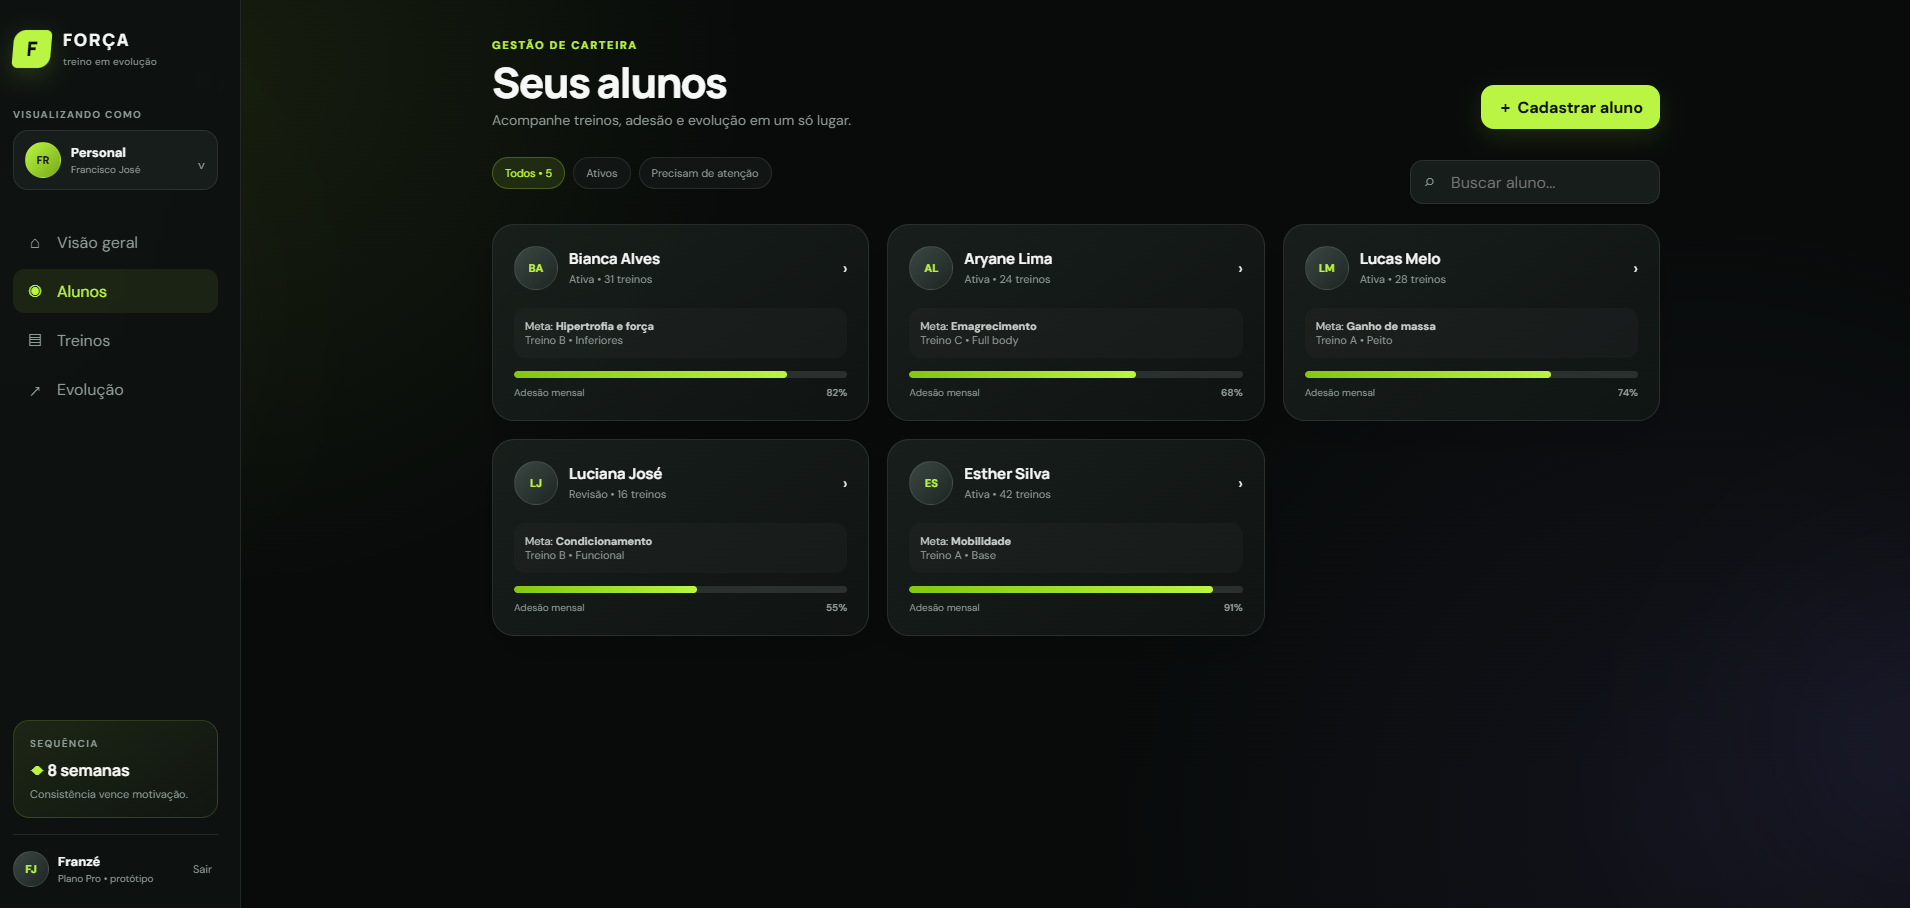 F
FORÇA
treino em evolução
VISUALIZANDO COMO
FR
Personal
Francisco José
v
Visão geral
Alunos
Treinos
Evolução
SEQUÊNCIA
8 semanas
Consistência vence motivação.
FJ
Franzé
Plano Pro • protótipo
Sair
GESTÃO DE CARTEIRA
Seus alunos
Acompanhe treinos, adesão e evolução em um só lugar.
+ Cadastrar aluno
Todos • 5
Ativos
Precisam de atenção
Buscar aluno...
BA
Bianca Alves
Ativa • 31 treinos
›
Meta: Hipertrofia e força
Treino B • Inferiores
Adesão mensal 82%
AL
Aryane Lima
Ativa • 24 treinos
›
Meta: Emagrecimento
Treino C • Full body
Adesão mensal 68%
LM
Lucas Melo
Ativa • 28 treinos
›
Meta: Ganho de massa
Treino A • Peito
Adesão mensal 74%
LJ
Luciana José
Revisão • 16 treinos
›
Meta: Condicionamento
Treino B • Funcional
Adesão mensal 55%
ES
Esther Silva
Ativa • 42 treinos
›
Meta: Mobilidade
Treino A • Base
Adesão mensal 91%